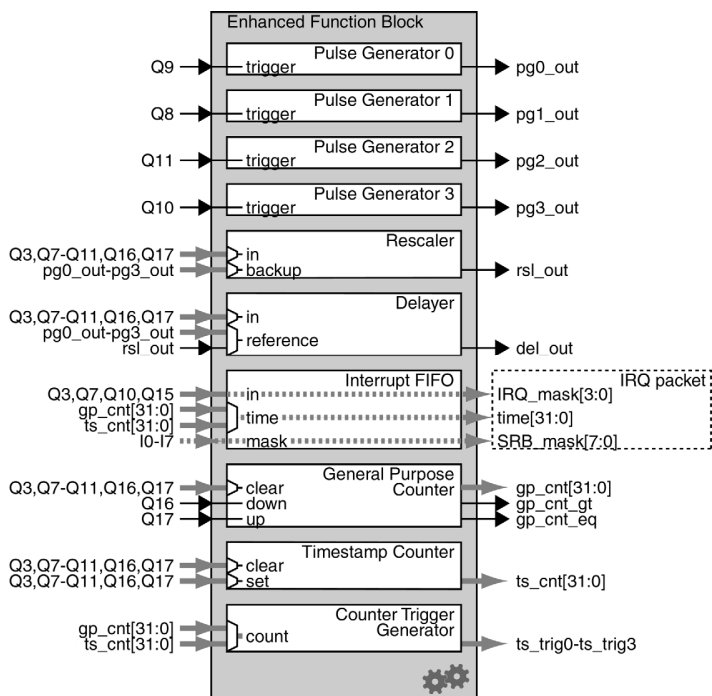 Enhanced Function Block
Pulse Generator 0
Q9 trigger pg0_out
Pulse Generator 1
Q8 trigger pg1_out
Pulse Generator 2
Q11 trigger pg2_out
Pulse Generator 3
Q10 trigger pg3_out
Rescaler
Q3,Q7-Q11,Q16,Q17 in
pg0_out-pg3_out backup rsl_out
Delayer
Q3,Q7-Q11,Q16,Q17 in
pg0_out-pg3_out reference
rsl_out del_out
Interrupt FIFO IRQ packet
Q3,Q7,Q10,Q15 in IRQ_mask[3:0]
gp_cnt[31:0] time time[31:0]
ts_cnt[31:0]
I0-I7 mask SRB_mask[7:0]
General Purpose
Counter
Q3,Q7-Q11,Q16,Q17 clear gp_cnt[31:0]
Q16 down gp_cnt_gt
Q17 up gp_cnt_eq
Timestamp Counter
Q3,Q7-Q11,Q16,Q17 clear
Q3,Q7-Q11,Q16,Q17 set ts_cnt[31:0]
Counter Trigger
Generator
gp_cnt[31:0] count
ts_cnt[31:0] ts_trig0-ts_trig3